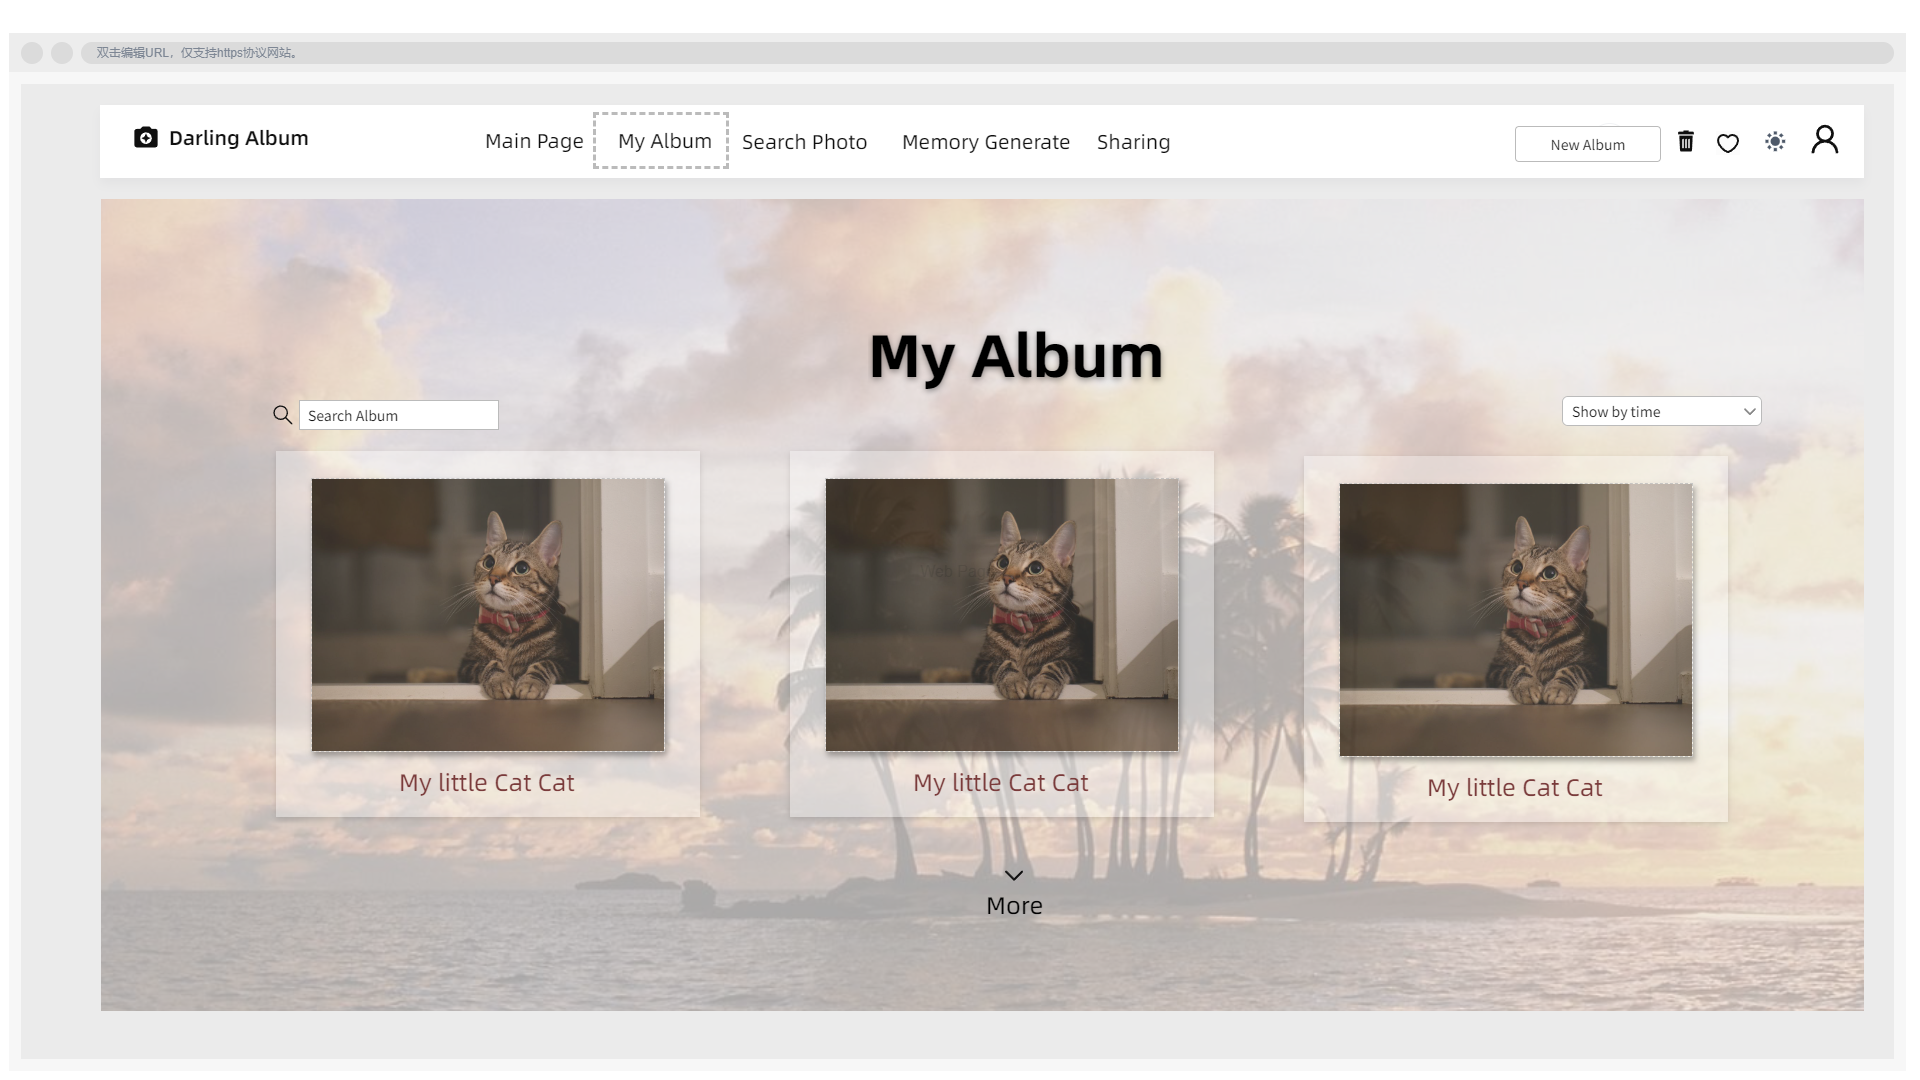 双击编辑URL，仅支持https协议网站。
Darling Album
Main Page
My Album
Search Photo
Memory Generate
Sharing
New Album
My Album
Search Album
Show by time
My little Cat Cat
My little Cat Cat
My little Cat Cat
More